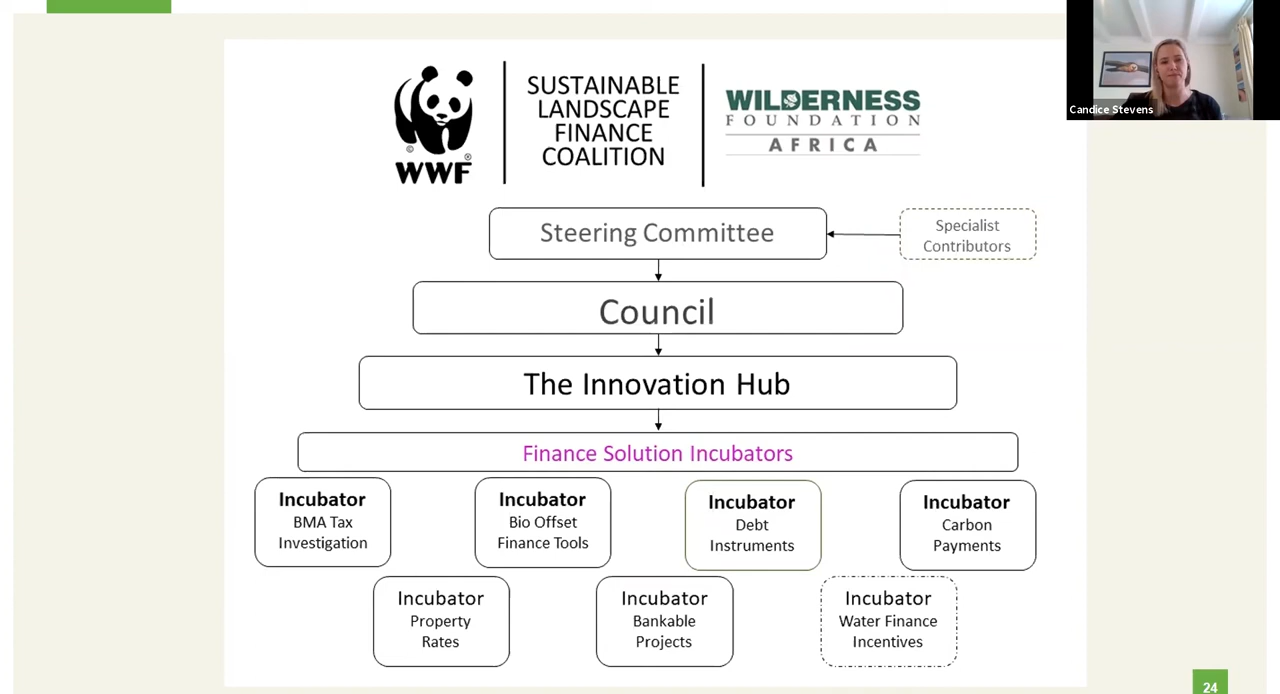 WWF
©
®
SUSTAINABLE
LANDSCAPE
FINANCE
COALITION
WILDERNESS
FOUNDATION
AFRICA
Candice Stevens
Steering Committee
Specialist
Contributors
Council
The Innovation Hub
Finance Solution Incubators
Incubator
BMA Tax
Investigation
Incubator
Bio Offset
Finance Tools
Incubator
Debt
Instruments
Incubator
Carbon
Payments
Incubator
Property
Rates
Incubator
Bankable
Projects
Incubator
Water Finance
Incentives
24